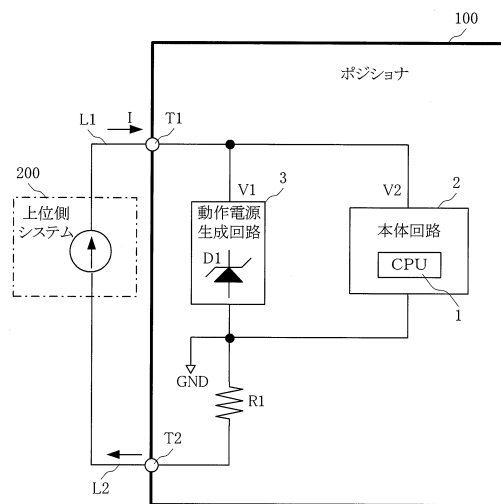 100
ポジショナ
L1
I
T1
200
上位側
システム
V1
3
動作電源
生成回路
D1
V2
2
本体回路
CPU
1
GND
R1
T2
L2